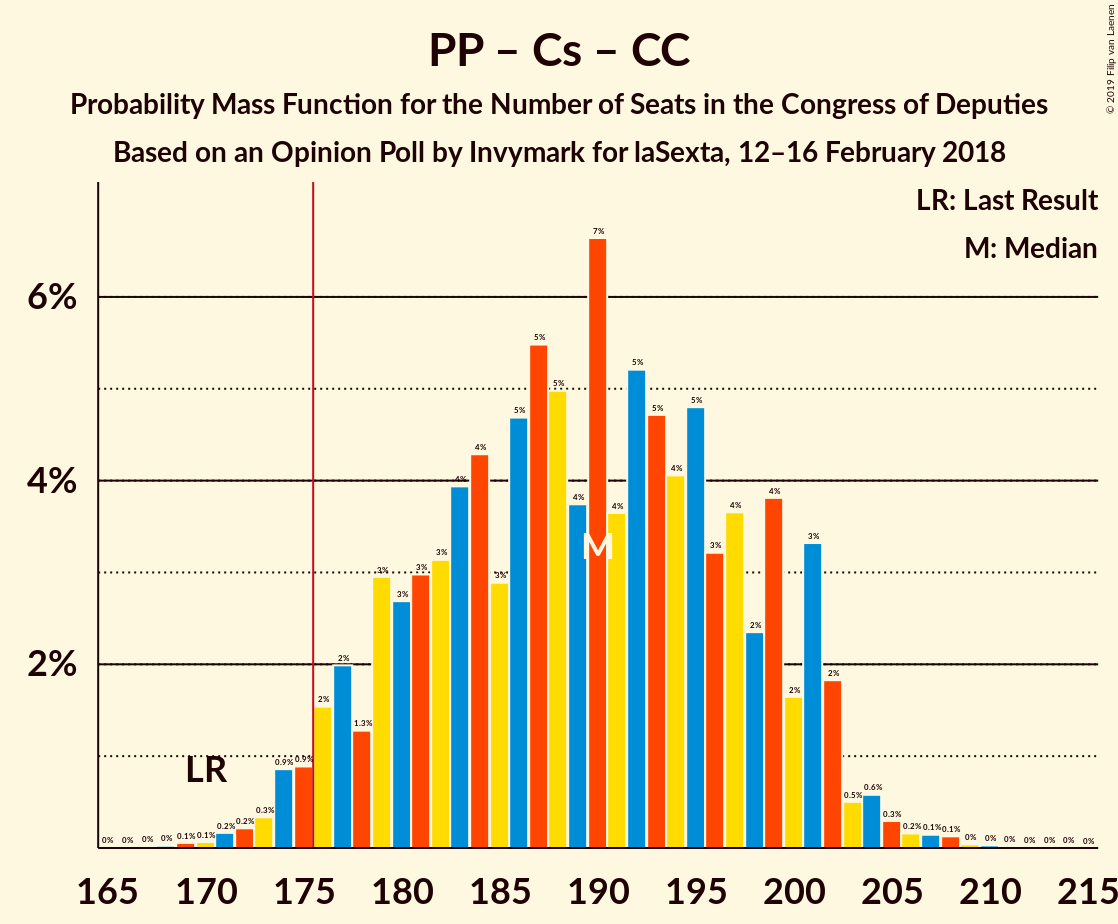 PP – Cs – CC
Probability Mass Function for the Number of Seats in the Congress of Deputies
Based on an Opinion Poll by Invymark for laSexta, 12–16 February 2018
© 2019 Filip van Laenen
LR: Last Result
M: Median
6%
4%
2%
0% 0% 0% 0% 0.1% 0.1% 0.2% 0.2% 0.3% 0.9% 0.9% 2% 2% 1.3% 3% 3% 3% 3% 4% 4% 3% 5% 5% 5% 4% 7% 4% 5% 5% 4% 5% 3% 4% 2% 4% 2% 3% 2% 0.5% 0.6% 0.3% 0.2% 0.1% 0.1% 0% 0% 0% 0% 0% 0% 0%
LR
M
165 170 175 180 185 190 195 200 205 210 215